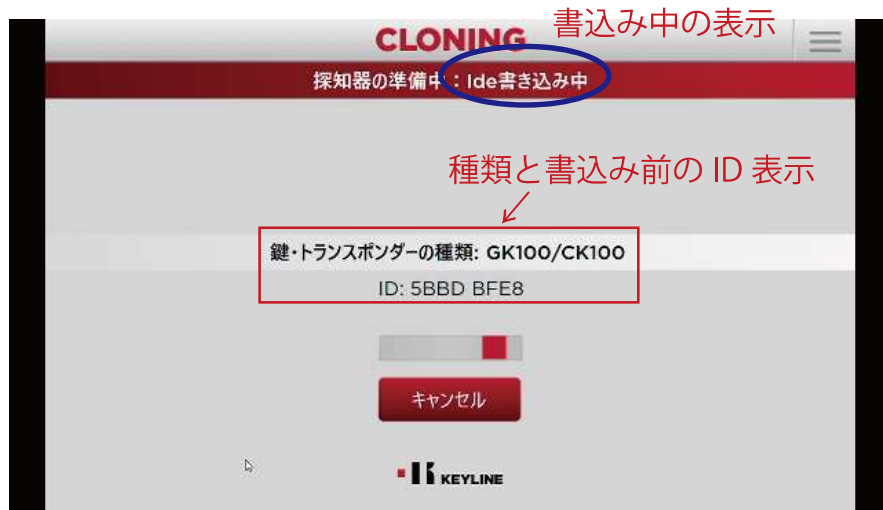 書込み中の表示
CLONING
探知器の準備中：Ide書き込み中
種類と書込み前の ID 表示
鍵・トランスポンダーの種類: GK100/CK100
ID: 5BBD BFE8
キャンセル
KEYLINE